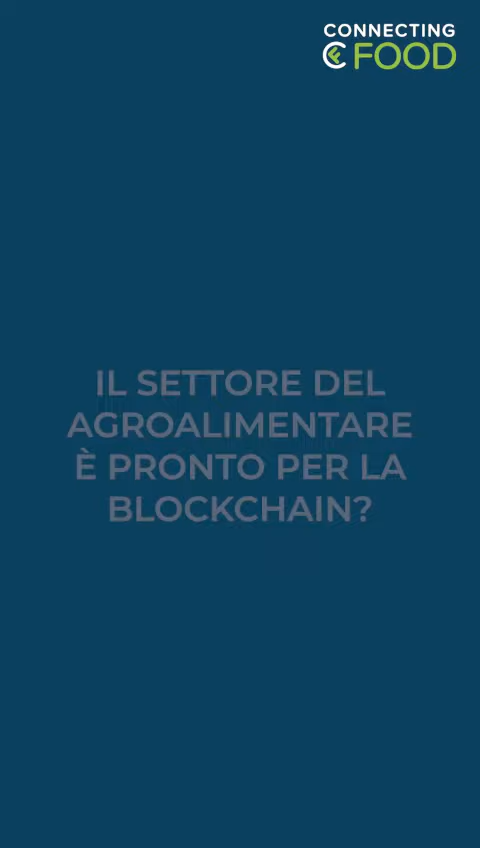 CONNECTING
FOOD
IL SETTORE DEL
AGROALIMENTARE
È PRONTO PER LA
BLOCKCHAIN?